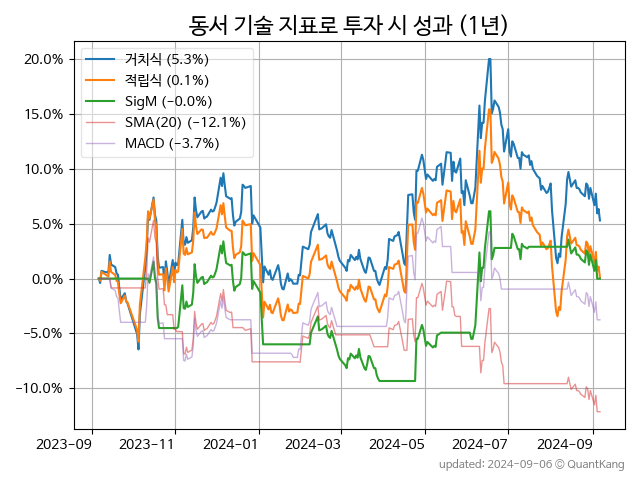 동서 기술 지표로 투자 시 성과 (1년)
거치식 (5.3%)
적립식 (0.1%)
SigM (−0.0%)
SMA(20) (−12.1%)
MACD (−3.7%)
20.0%
15.0%
10.0%
5.0%
0.0%
−5.0%
−10.0%
2023-09 2023-11 2024-01 2024-03 2024-05 2024-07 2024-09
updated: 2024-09-06 © QuantKang